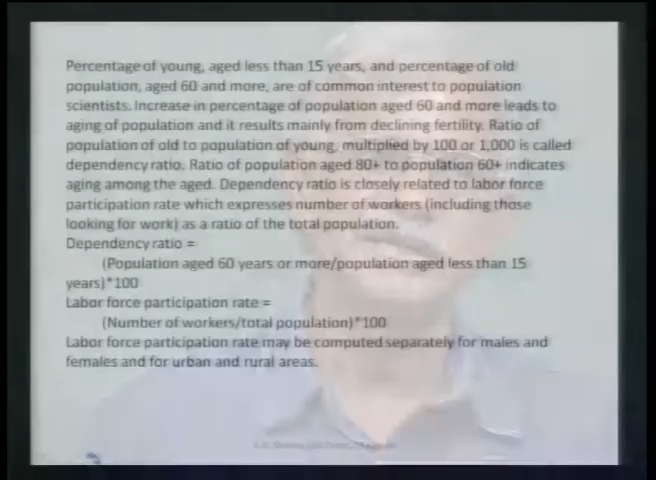 Percentage of young, aged less than 15 years, and percentage of old
population, aged 60 and more, are of common interest to population
scientists. Increase in percentage of population aged 60 and more leads to
aging of population and it results mainly from declining fertility. Ratio of
population of old to population of young, multiplied by 100 or 1,000 is called
dependency ratio. Ratio of population aged 80+ to population 60+ indicates
aging among the aged. Dependency ratio is closely related to labor force
participation rate which expresses number of workers (including those
looking for work) as a ratio of the total population.
Dependency ratio =
(Population aged 60 years or more/population aged less than 15
years)*100
Labor force participation rate =
(Number of workers/total population)*100
Labor force participation rate may be computed separately for males and
females and for urban and rural areas.